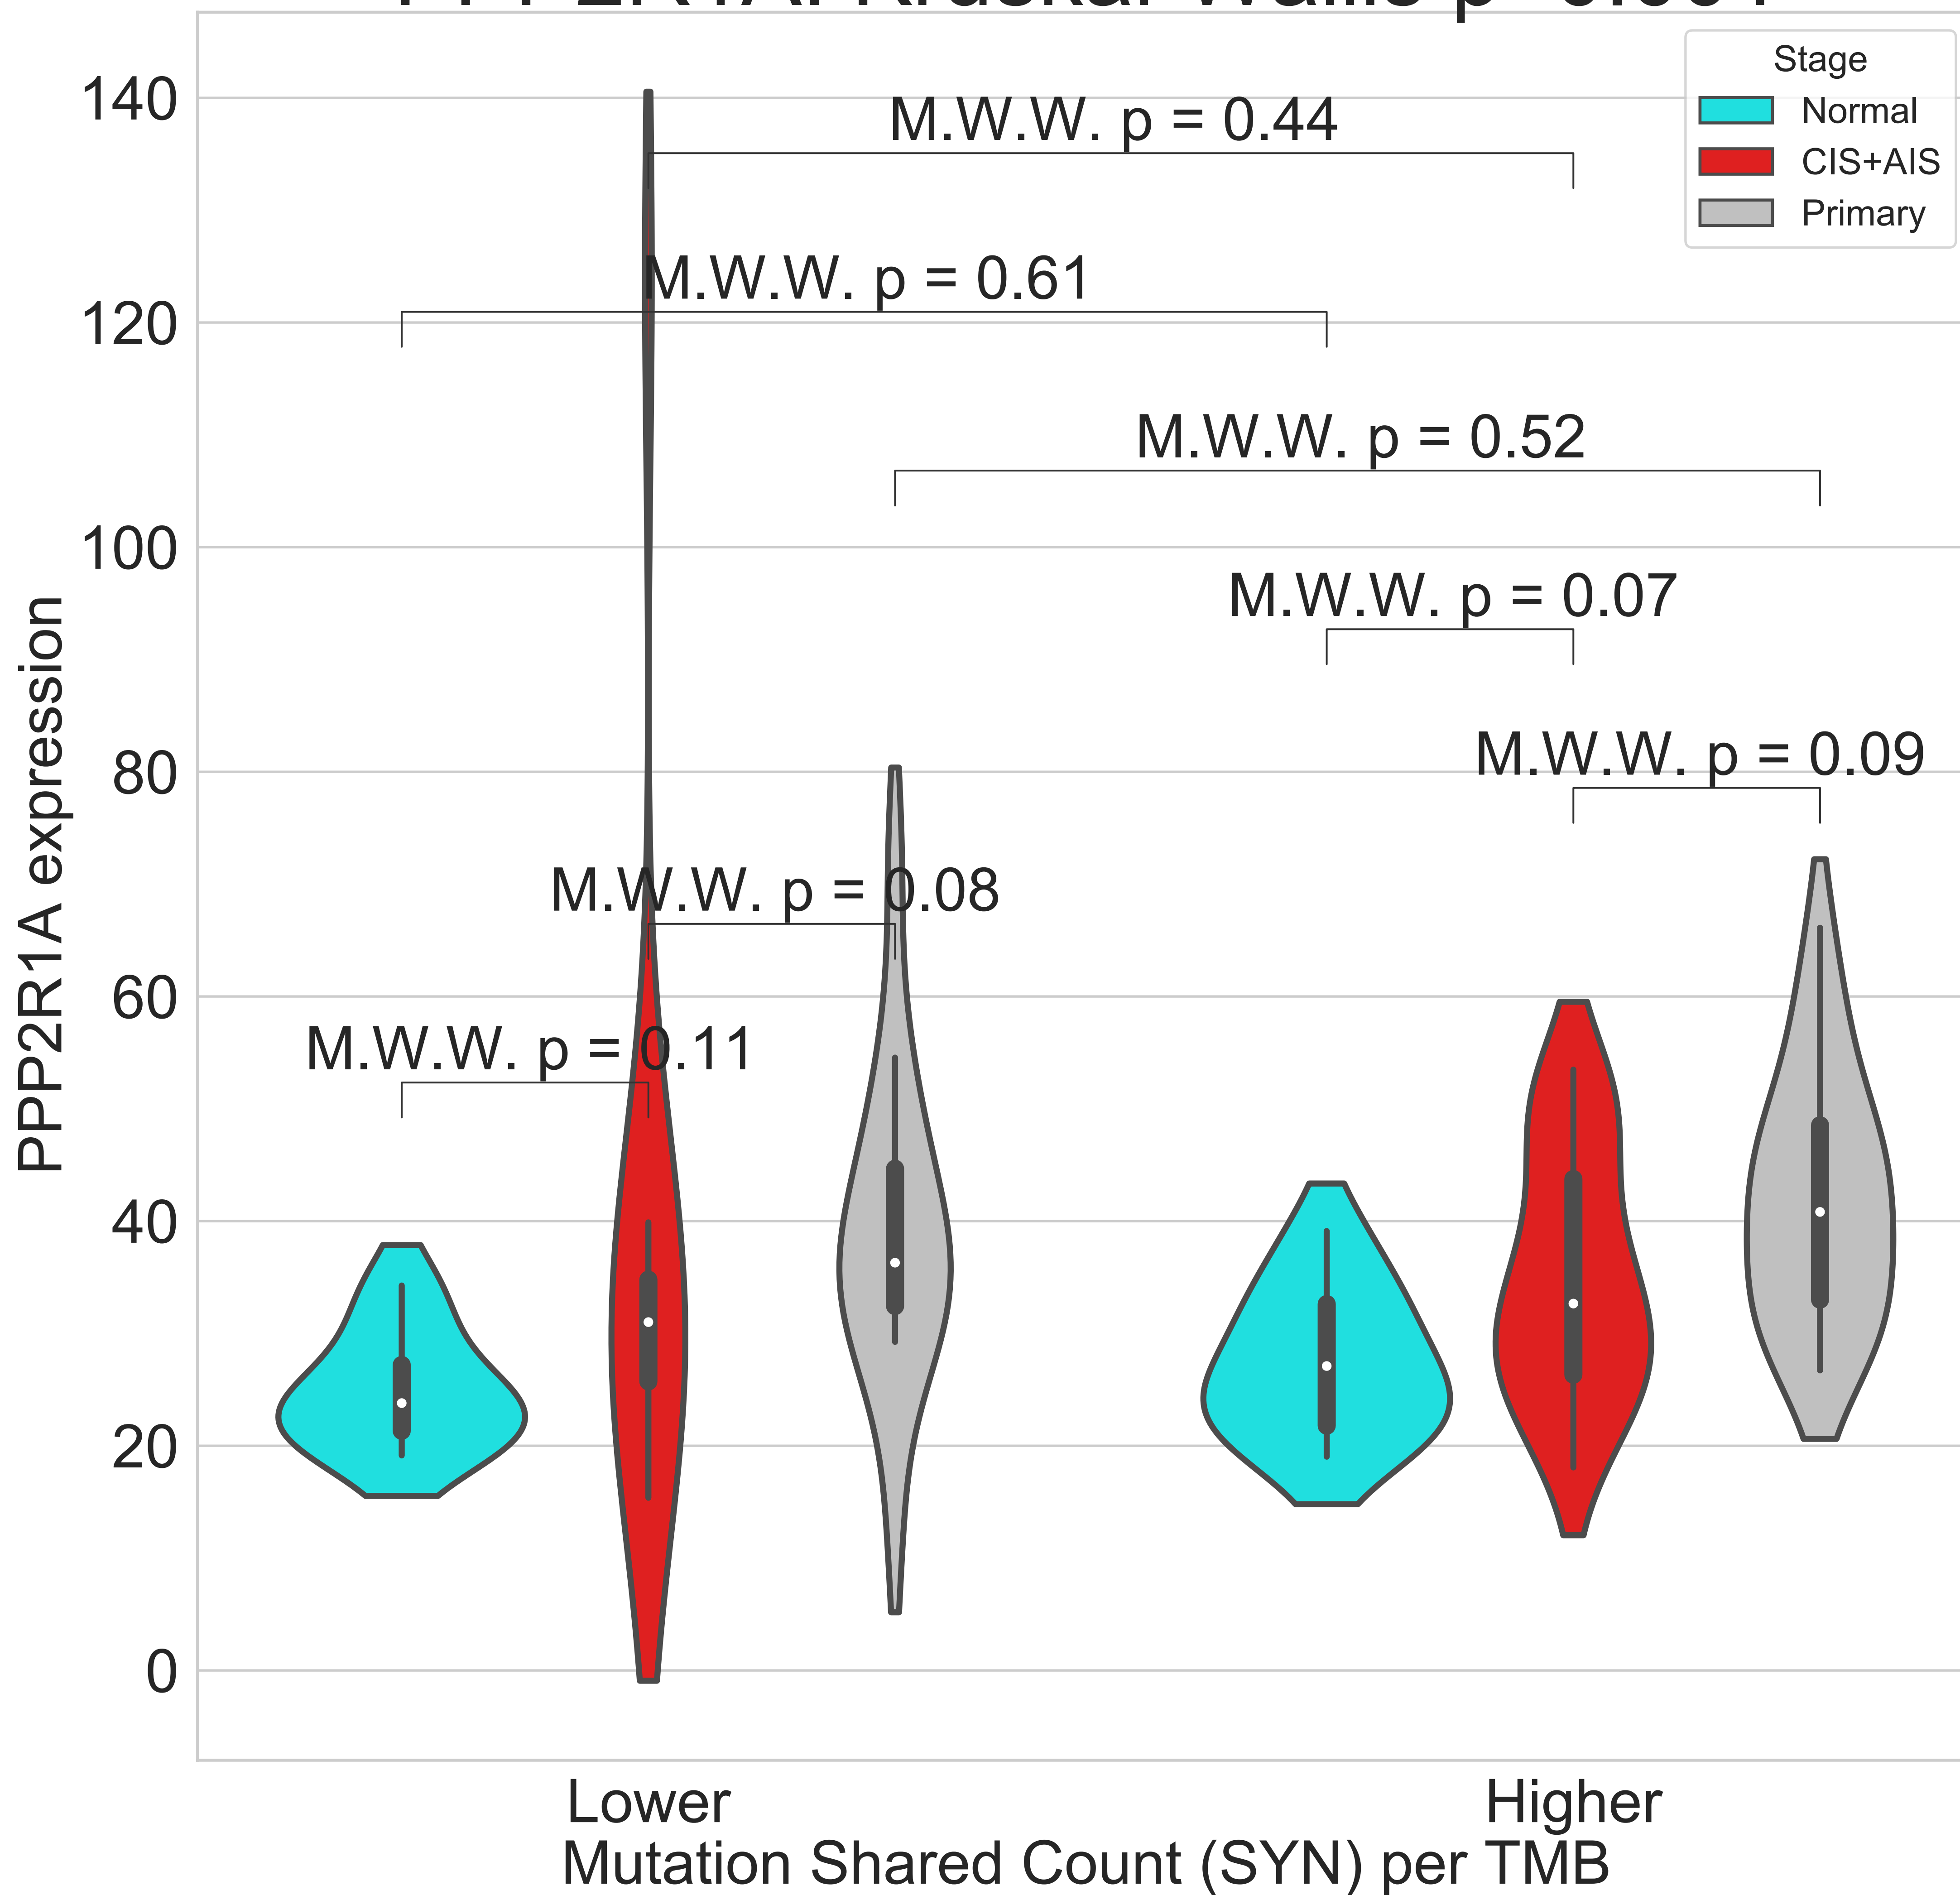 140
120
100
80
60
40
20
0
PPP2R1A expression
M.W.W. p = 0.44
M.W.W. p = 0.61
M.W.W. p = 0.52
M.W.W. p = 0.07
M.W.W. p = 0.09
M.W.W. p = 0.08
M.W.W. p = 0.11
Stage
Normal
CIS+AIS
Primary
Lower
Higher
Mutation Shared Count (SYN) per TMB